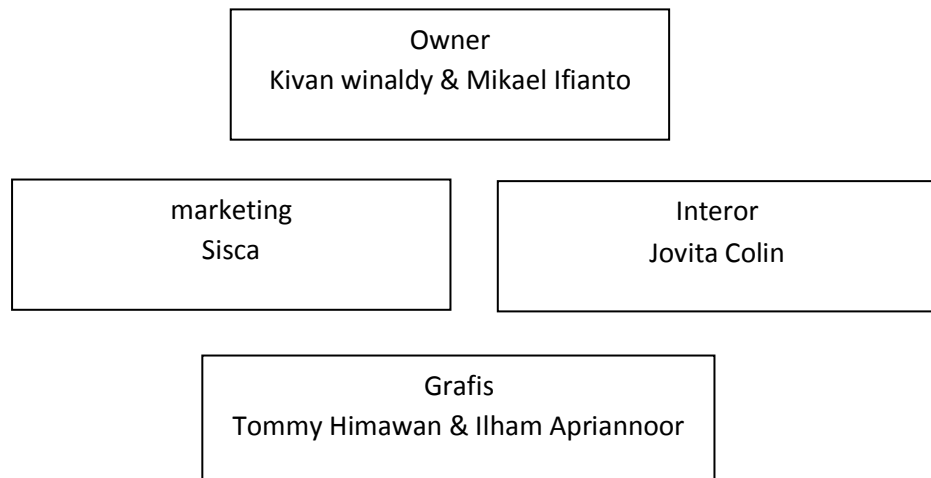 Owner
Kivan winaldy & Mikael Ifianto
marketing
Sisca
Interor
Jovita Colin
Grafis
Tommy Himawan & Ilham Apriannoor